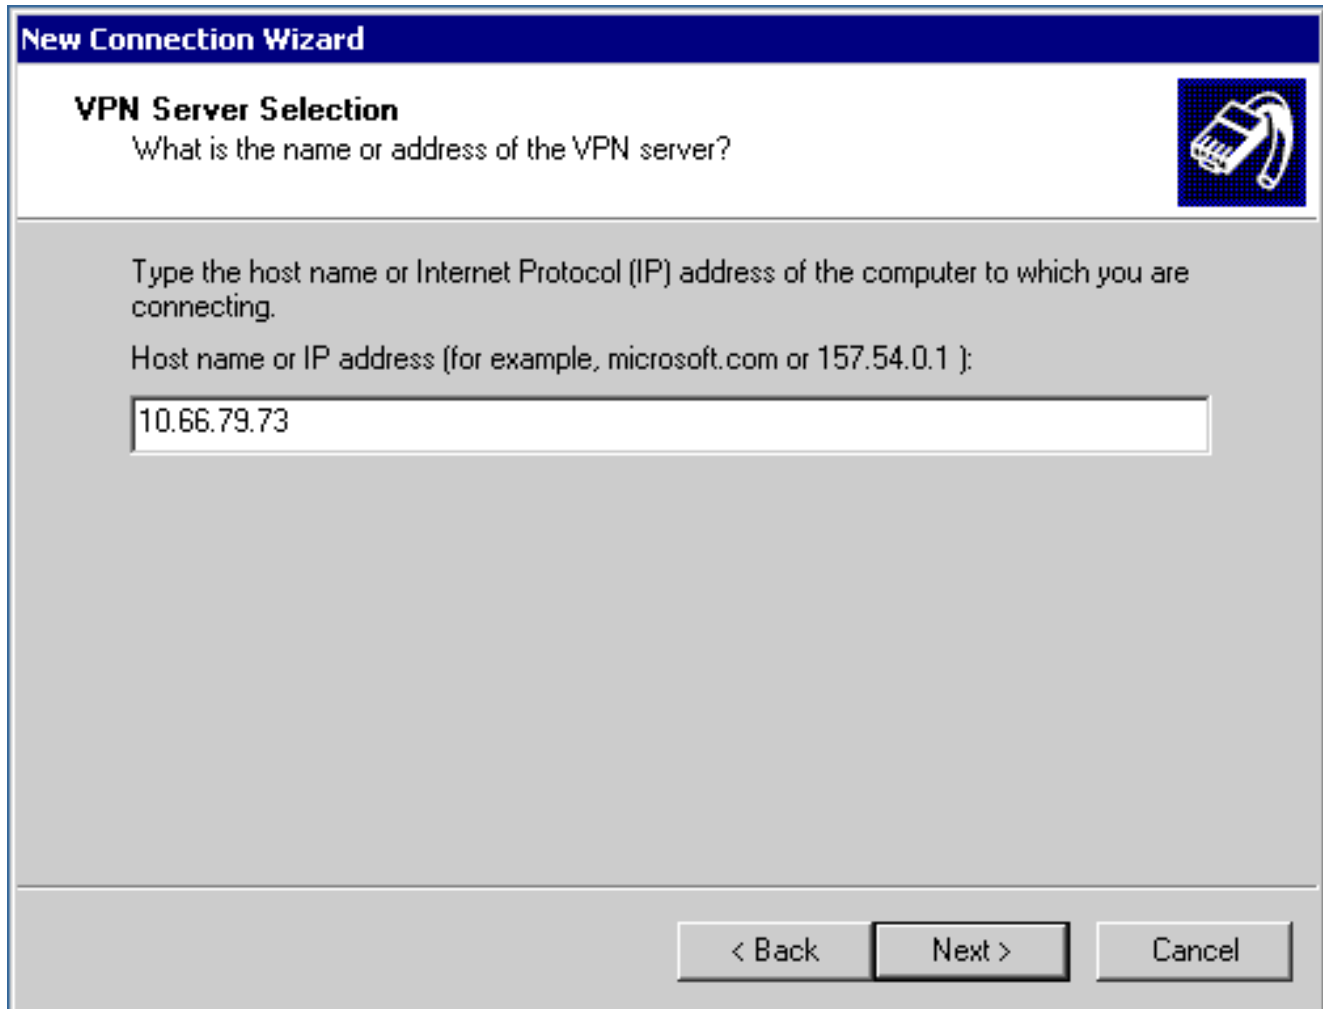 New Connection Wizard
VPN Server Selection
What is the name or address of the VPN server?
Type the host name or Internet Protocol (IP) address of the computer to which you are
connecting.
Host name or IP address (for example, microsoft.com or 157.54.0.1 ):
10.66.79.73
< Back Next > Cancel